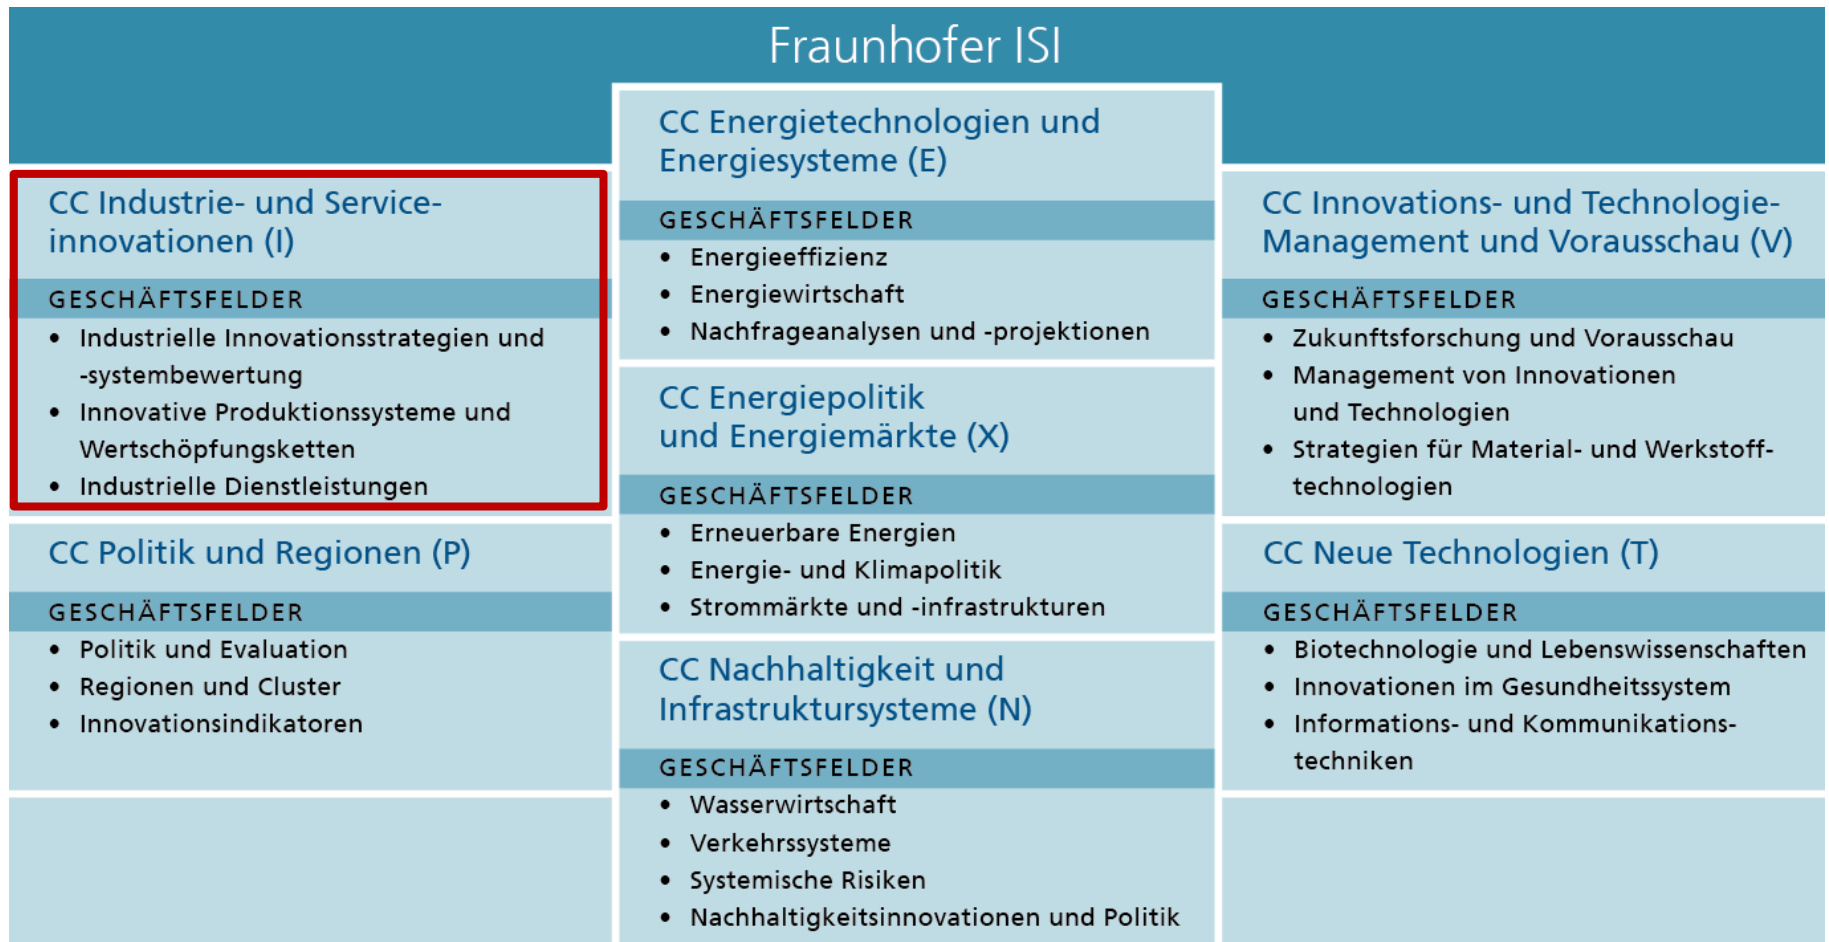 Fraunhofer ISI
CC Industrie- und Service-
innovationen (I)
GESCHÄFTSFELDER
• Industrielle Innovationsstrategien und
-systembewertung
• Innovative Produktionssysteme und
Wertschöpfungsketten
• Industrielle Dienstleistungen
CC Politik und Regionen (P)
GESCHÄFTSFELDER
• Politik und Evaluation
• Regionen und Cluster
• Innovationsindikatoren
CC Energietechnologien und
Energiesysteme (E)
GESCHÄFTSFELDER
• Energieeffizienz
• Energiewirtschaft
• Nachfrageanalysen und -projektionen
CC Energiepolitik
und Energiemärkte (X)
GESCHÄFTSFELDER
• Erneuerbare Energien
• Energie- und Klimapolitik
• Strommärkte und -infrastrukturen
CC Nachhaltigkeit und
Infrastruktursysteme (N)
GESCHÄFTSFELDER
• Wasserwirtschaft
• Verkehrssysteme
• Systemische Risiken
• Nachhaltigkeitsinnovationen und Politik
CC Innovations- und Technologie-
Management und Vorausschau (V)
GESCHÄFTSFELDER
• Zukunftsforschung und Vorausschau
• Management von Innovationen
und Technologien
• Strategien für Material- und Werkstoff-
technologien
CC Neue Technologien (T)
GESCHÄFTSFELDER
• Biotechnologie und Lebenswissenschaften
• Innovationen im Gesundheitssystem
• Informations- und Kommunikations-
techniken